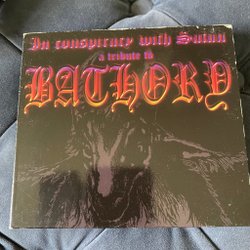 In conspiracy with Satan
a tribute to
BATHORY